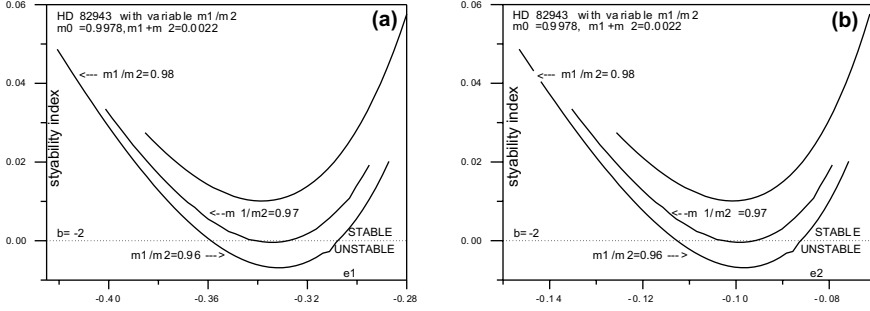 HD 82943 with variable m1/m2
m0 =0.9978,m1+m 2=0.0022
(a)
0.06
0.04
0.02
0.00
styability index
<--- m1/m2=0.98
<--m 1/m2=0.97
b= -2
STABLE
UNSTABLE
m1/m2=0.96 --->
e1
-0.40
-0.36
-0.32
-0.28
HD 82943 with variable m1/m2
m0 =0.9978, m1+m 2=0.0022
(b)
0.06
0.04
0.02
0.00
styability index
<--- m1/m2=0.98
<--m 1/m2 =0.97
b= -2
STABLE
UNSTABLE
m1/m2=0.96 --->
e2
-0.14
-0.12
-0.10
-0.08